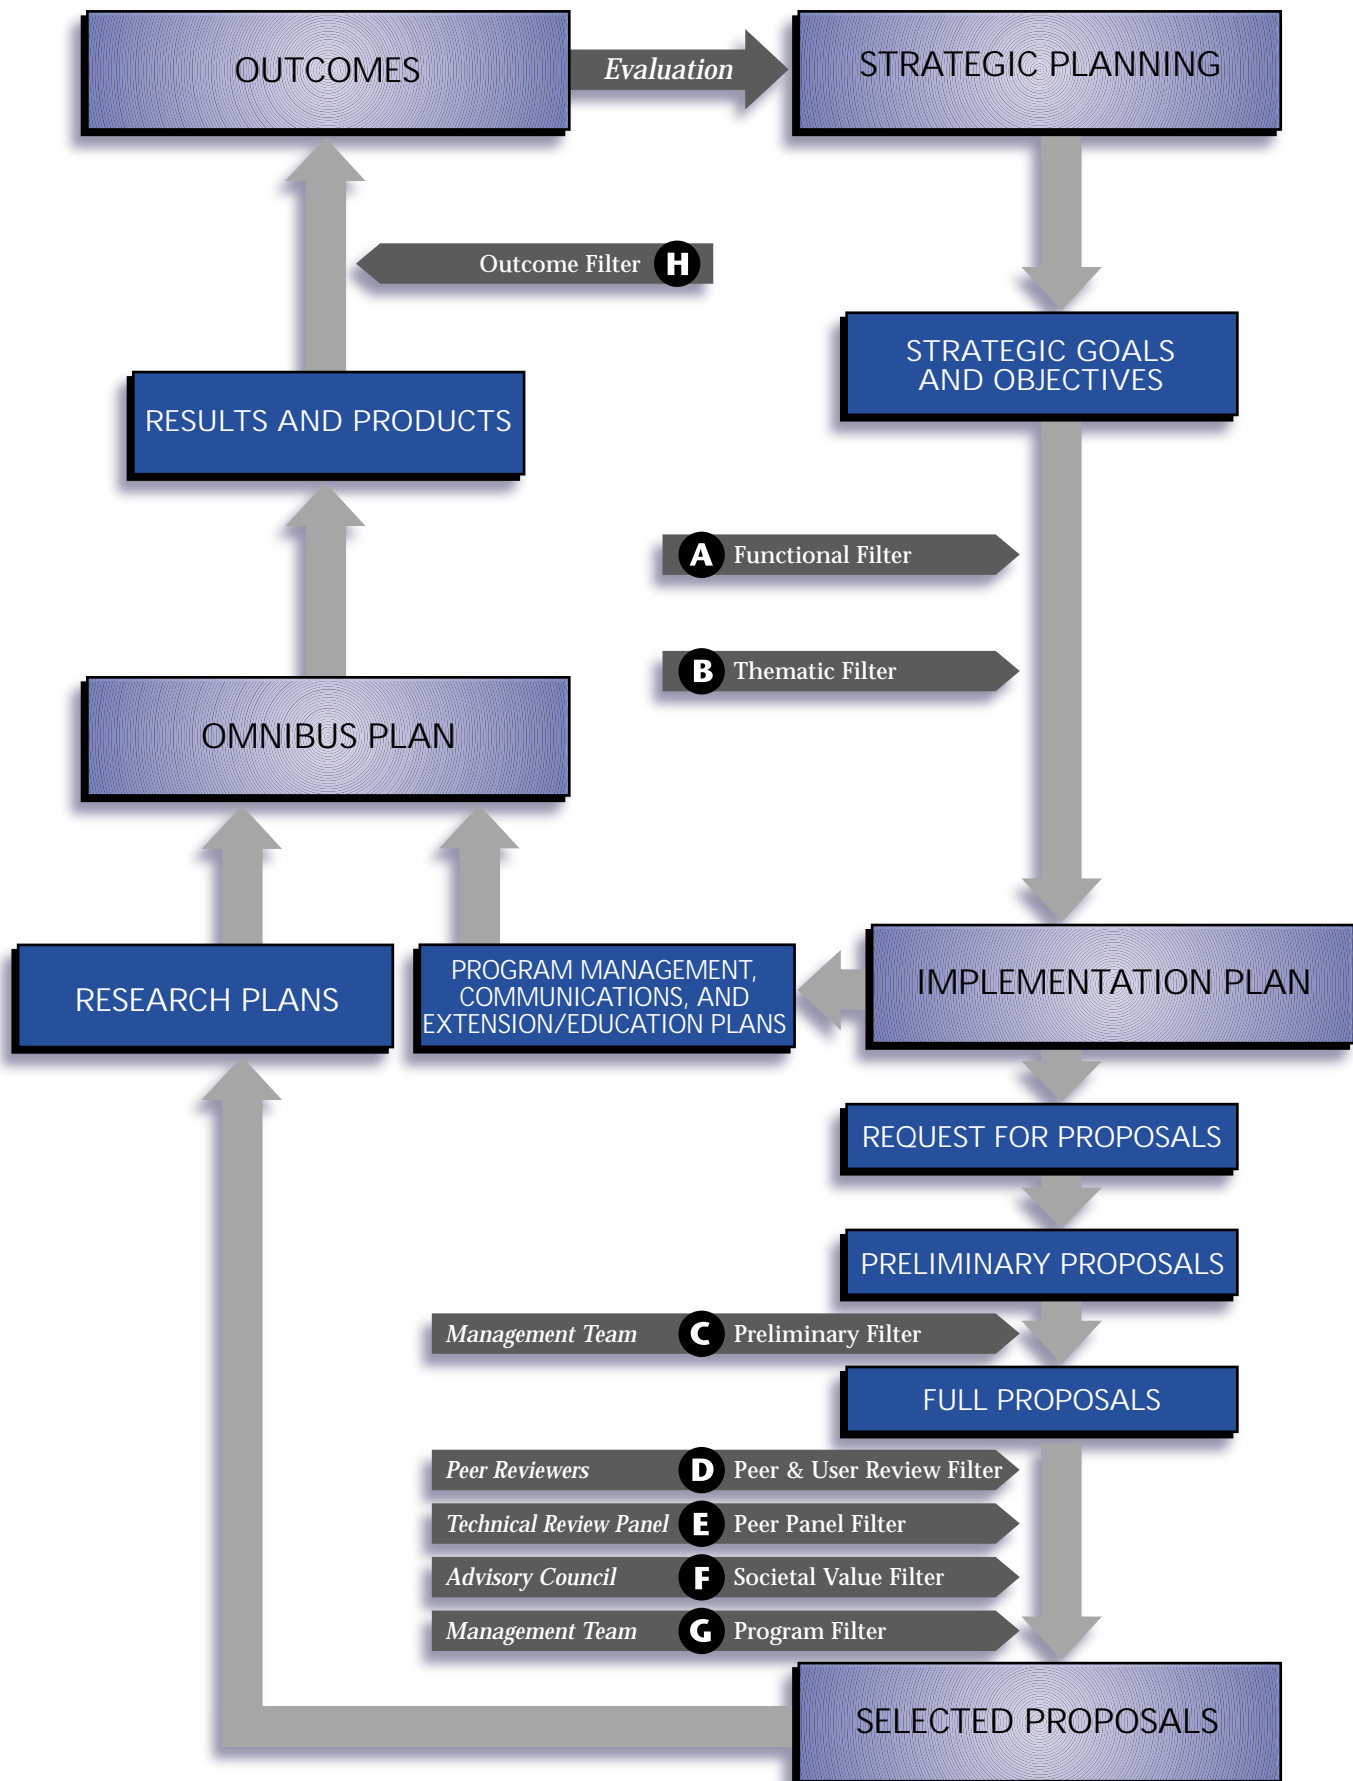 OUTCOMES
Evaluation
STRATEGIC PLANNING
Outcome Filter H
STRATEGIC GOALS
AND OBJECTIVES
RESULTS AND PRODUCTS
A Functional Filter
B Thematic Filter
OMNIBUS PLAN
RESEARCH PLANS
PROGRAM MANAGEMENT,
COMMUNICATIONS, AND
EXTENSION/EDUCATION PLANS
IMPLEMENTATION PLAN
REQUEST FOR PROPOSALS
PRELIMINARY PROPOSALS
Management Team C Preliminary Filter
FULL PROPOSALS
Peer Reviewers D Peer & User Review Filter
Technical Review Panel E Peer Panel Filter
Advisory Council F Societal Value Filter
Management Team G Program Filter
SELECTED PROPOSALS